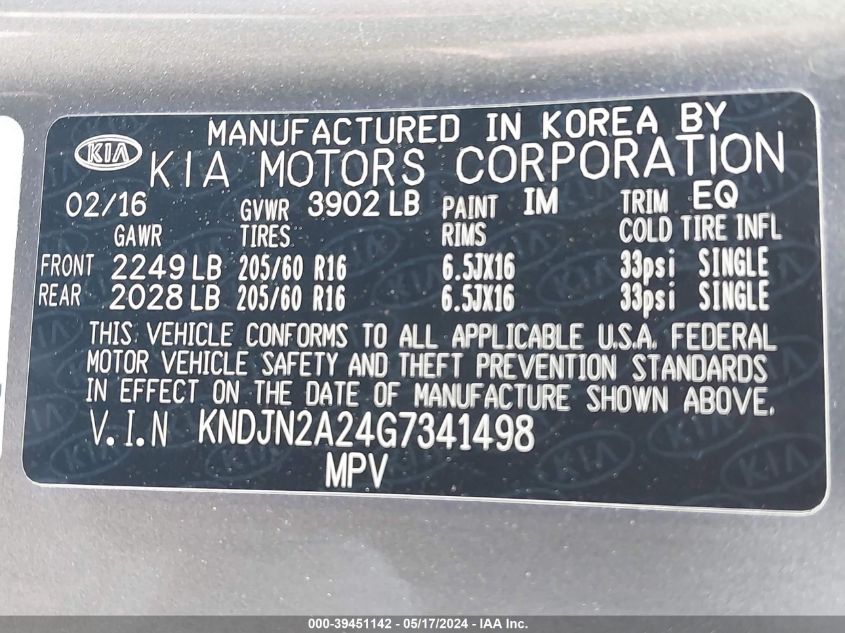 MANUFACTURED IN KOREA BY
KIA KIA MOTORS CORPORATION
02/16 GVWR 3902 LB PAINT IM TRIM EQ
GAWR TIRES RIMS COLD TIRE INFL
FRONT 2249 LB 205/60 R16 6.5JX16 33psi SINGLE
REAR 2028 LB 205/60 R16 6.5JX16 33psi SINGLE
THIS VEHICLE CONFORMS TO ALL APPLICABLE U.S.A. FEDERAL
MOTOR VEHICLE SAFETY AND THEFT PREVENTION STANDARDS
IN EFFECT ON THE DATE OF MANUFACTURE SHOWN ABOVE.
V.I.N KNDJN2A24G7341498
MPV
000-39451142 - 05/17/2024 - IAA Inc.